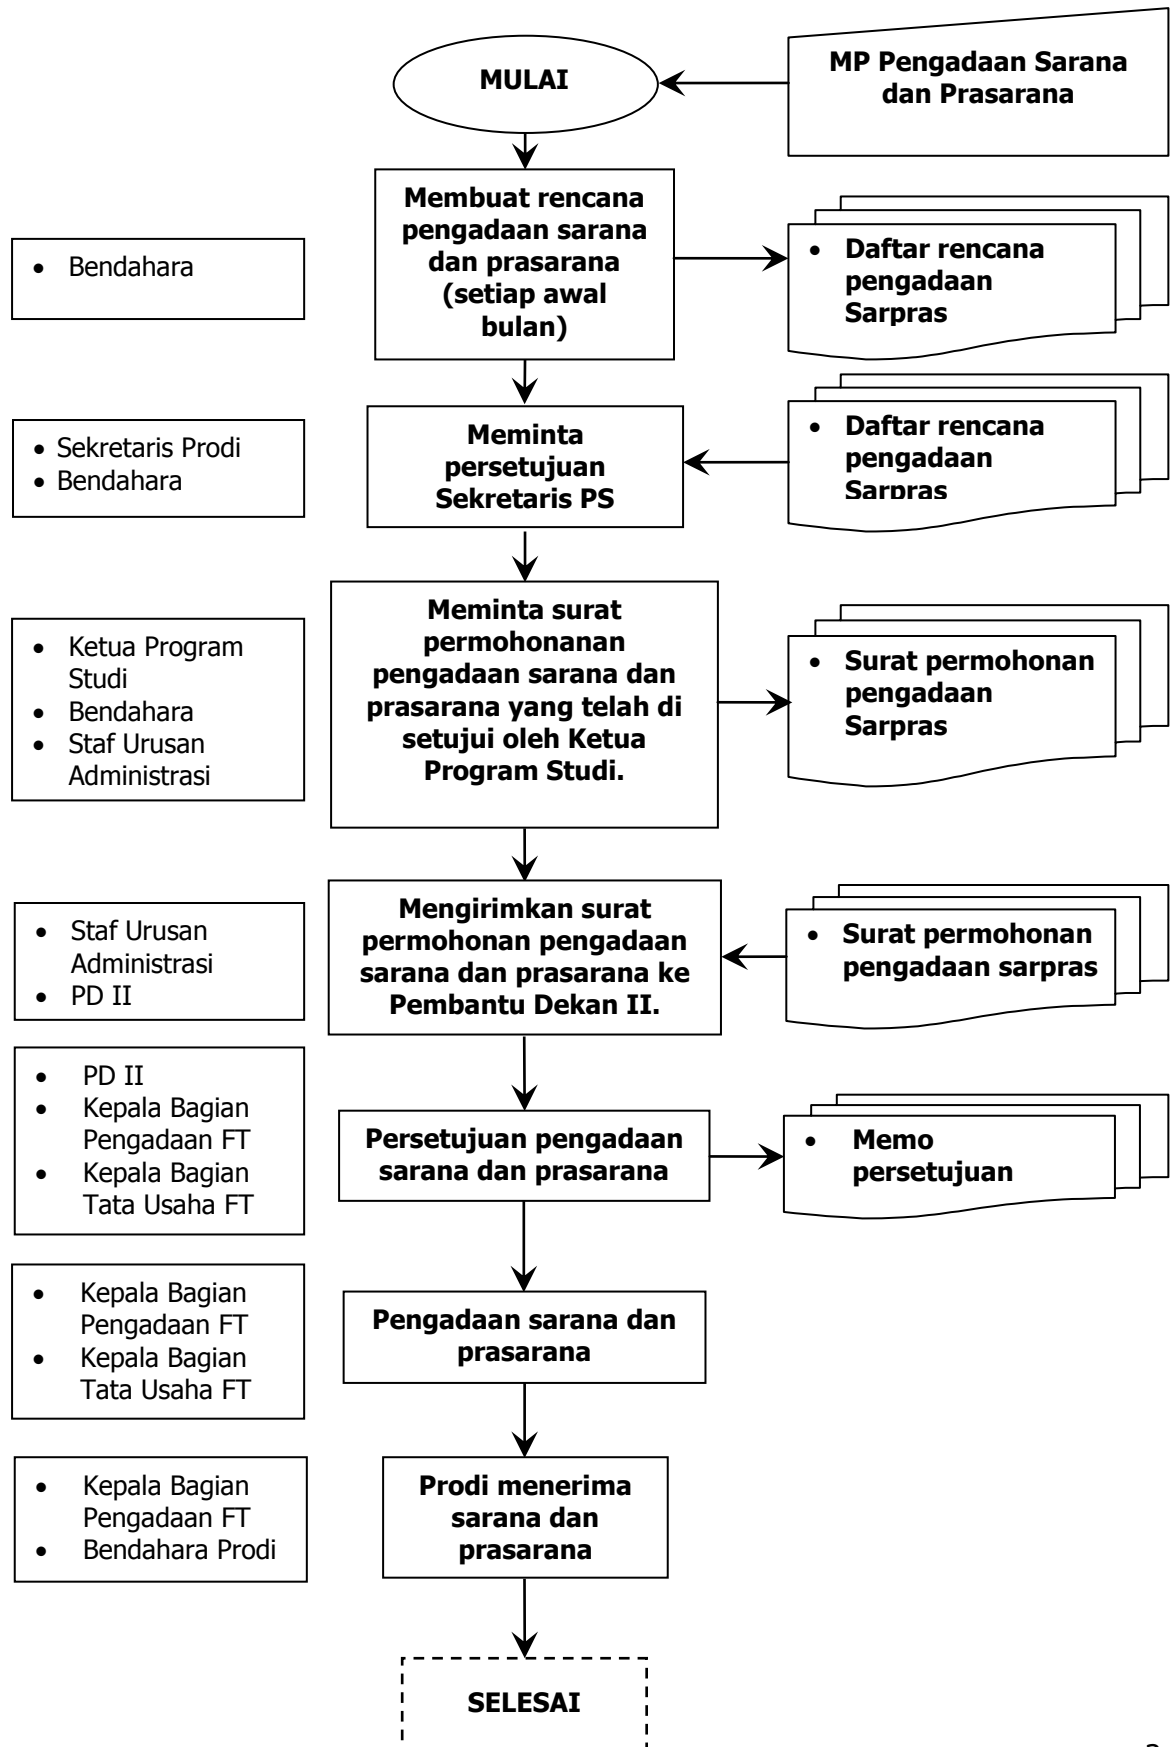 MULAI
MP Pengadaan Sarana
dan Prasarana
• Bendahara
Membuat rencana
pengadaan sarana
dan prasarana
(setiap awal
bulan)
• Daftar rencana
pengadaan
Sarpras
• Sekretaris Prodi
• Bendahara
Meminta
persetujuan
Sekretaris PS
• Daftar rencana
pengadaan
Sarpras
• Ketua Program
Studi
• Bendahara
• Staf Urusan
Administrasi
Meminta surat
permohonanan
pengadaan sarana dan
prasarana yang telah di
setujui oleh Ketua
Program Studi.
• Surat permohonan
pengadaan
Sarpras
• Staf Urusan
Administrasi
• PD II
Mengirimkan surat
permohonan pengadaan
sarana dan prasarana ke
Pembantu Dekan II.
• Surat permohonan
pengadaan sarpras
• PD II
• Kepala Bagian
Pengadaan FT
• Kepala Bagian
Tata Usaha FT
Persetujuan pengadaan
sarana dan prasarana
• Memo
persetujuan
• Kepala Bagian
Pengadaan FT
• Kepala Bagian
Tata Usaha FT
Pengadaan sarana dan
prasarana
• Kepala Bagian
Pengadaan FT
• Bendahara Prodi
Prodi menerima
sarana dan
prasarana
SELESAI